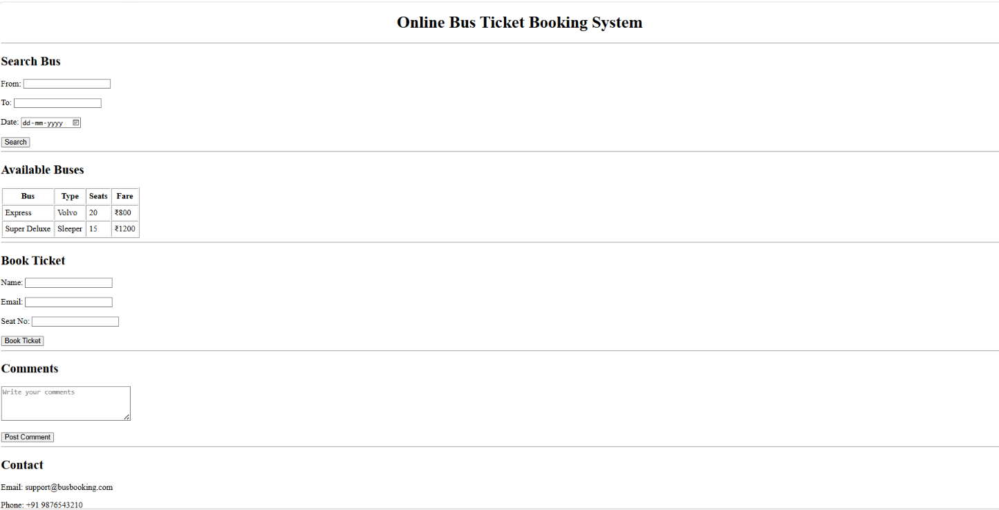 Online Bus Ticket Booking System
Search Bus
From:
To:
Date: dd-mm-yyyy
Search
Available Buses
Bus Type Seats Fare
Express Volvo 20 ₹800
Super Deluxe Sleeper 15 ₹1200
Book Ticket
Name:
Email:
Seat No:
Book Ticket
Comments
Write your comments
Post Comment
Contact
Email: support@busbooking.com
Phone: +91 9876543210